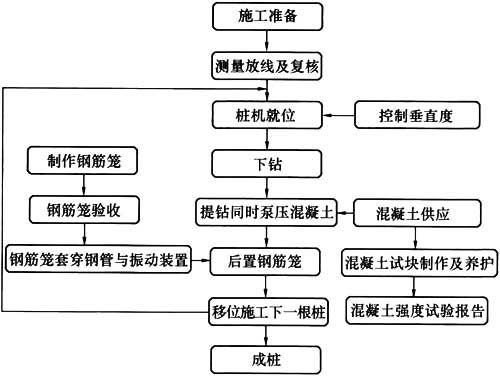 施工准备
测量放线及复核
桩机就位
控制垂直度
制作钢筋笼
下钻
钢筋笼验收
提钻同时泵压混凝土
混凝土供应
钢筋笼套穿钢管与振动装置
后置钢筋笼
混凝土试块制作及养护
移位施工下一根桩
混凝土强度试验报告
成桩